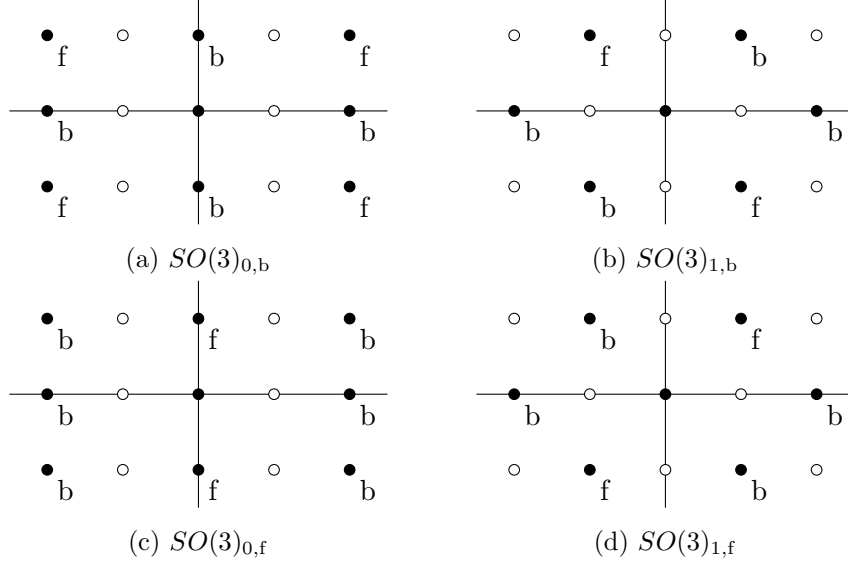 f b f f b
b b b b
f b f b f
(a) SO(3)₀,b (b) SO(3)₁,b
b f b b f
b b b b
b f b f b
(c) SO(3)₀,f (d) SO(3)₁,f